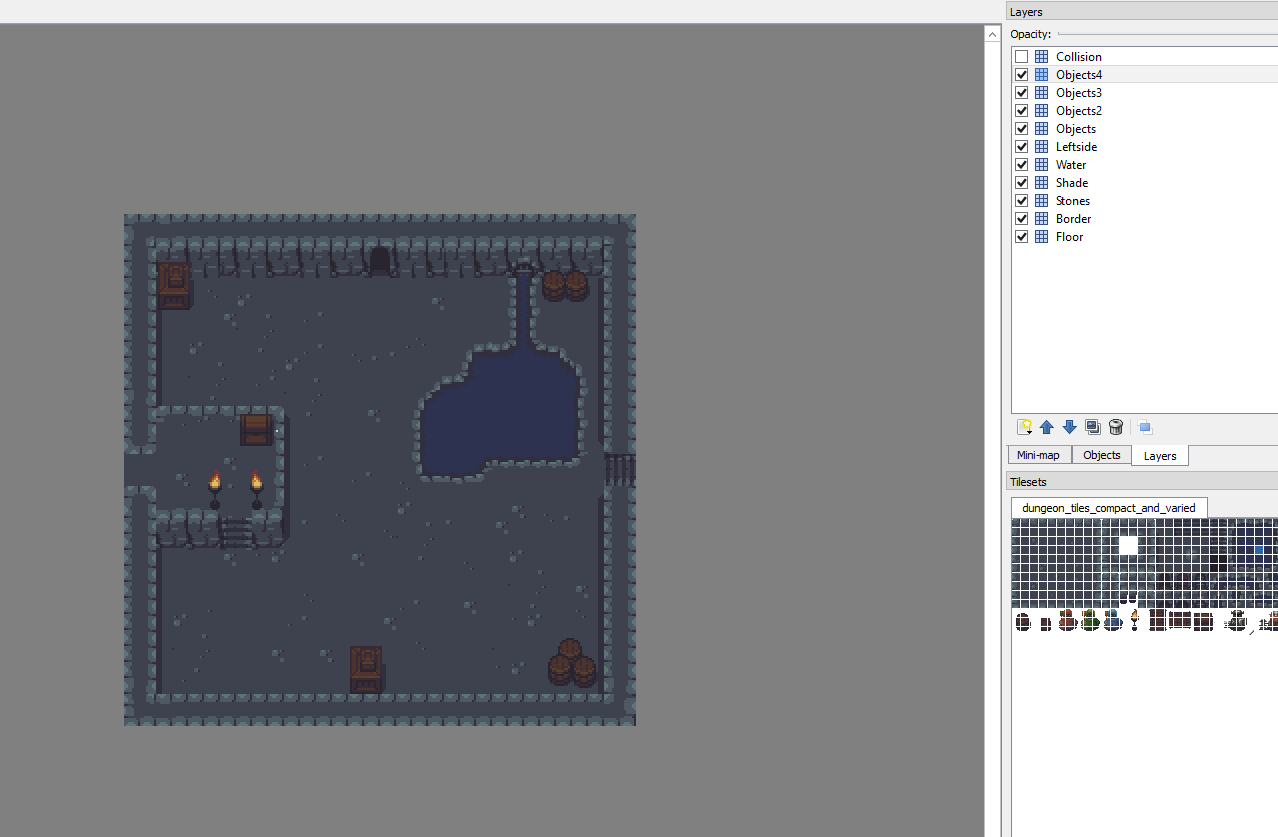 Layers
Opacity:
Collision
Objects4
Objects3
Objects2
Objects
Leftside
Water
Shade
Stones
Border
Floor
Mini-map Objects Layers
Tilesets
dungeon_tiles_compact_and_varied